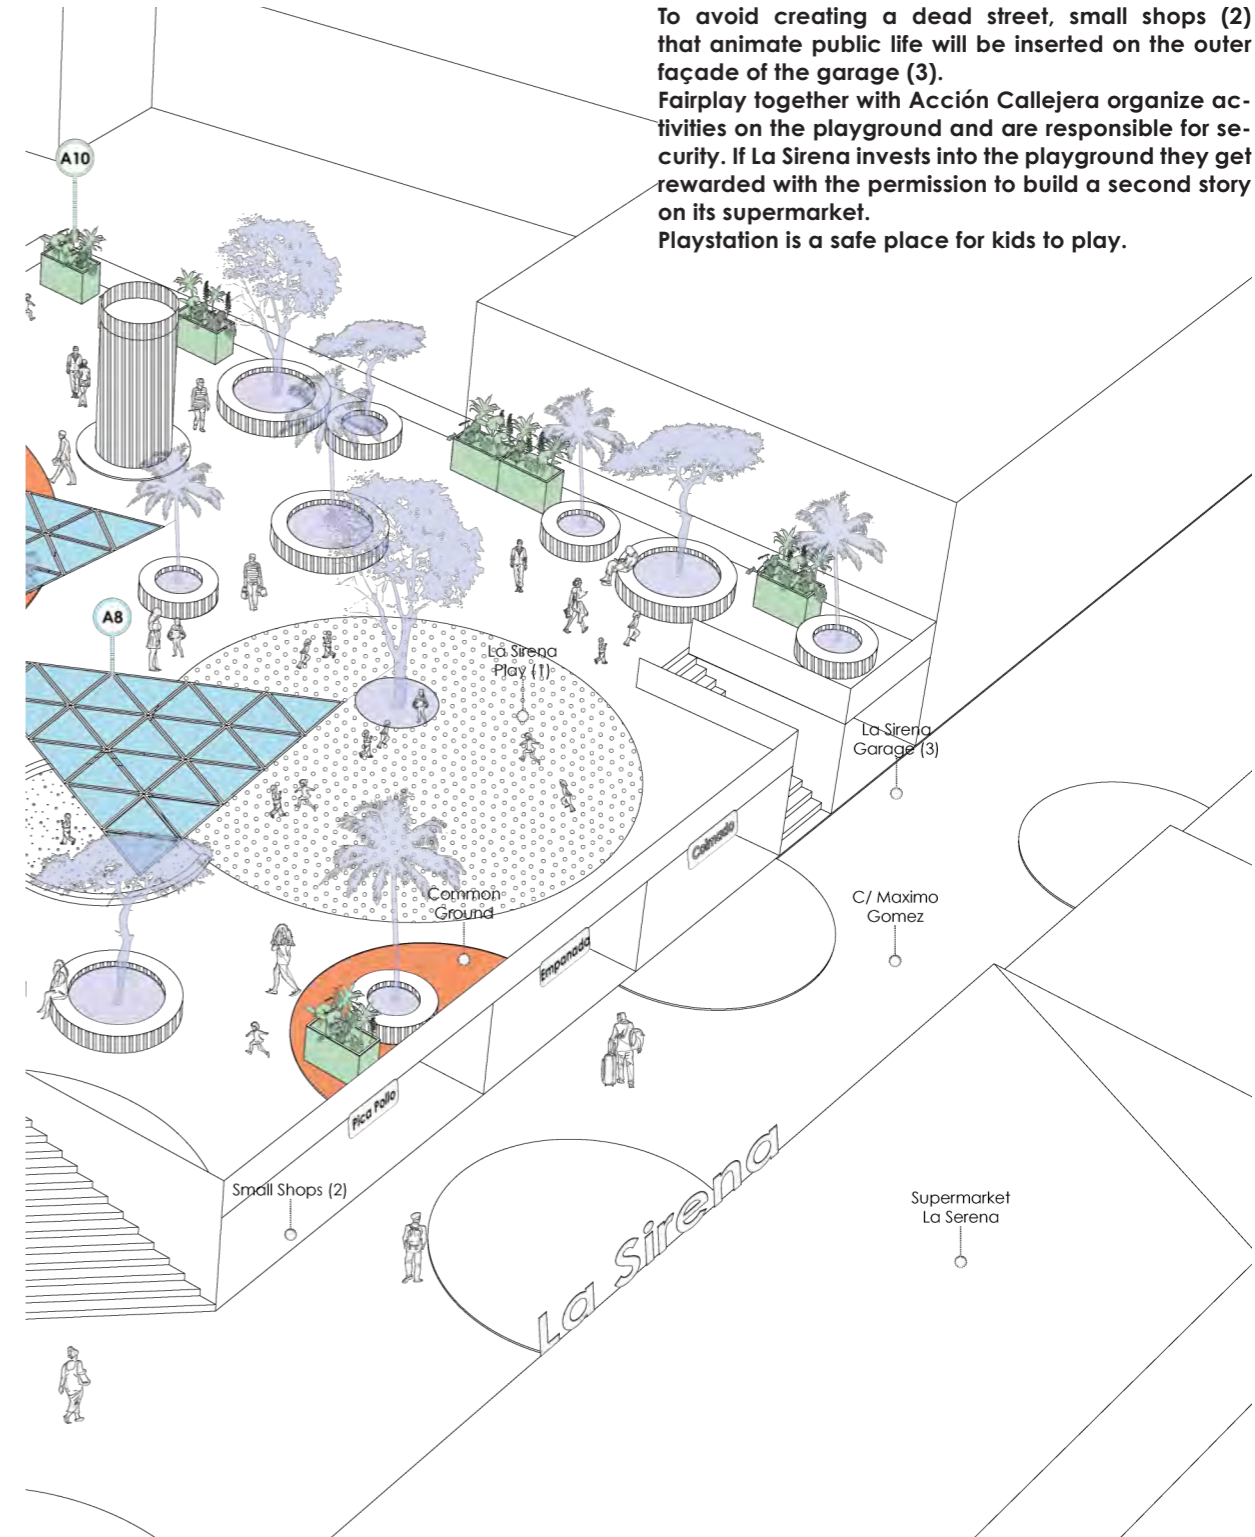 To avoid creating a dead street, small shops (2)
that animate public life will be inserted on the outer
façade of the garage (3).
Fairplay together with Acción Callejera organize ac-
tivities on the playground and are responsible for se-
curity. If La Sirena invests into the playground they get
rewarded with the permission to build a second story
on its supermarket.
Playstation is a safe place for kids to play.
A10
A8
La Sirena
Play (1)
La Sirena
Garage (3)
Colmado
Common
Ground
C/ Maximo
Gomez
Empanada
Pica Pollo
Small Shops (2)
La Sirena
Supermarket
La Serena